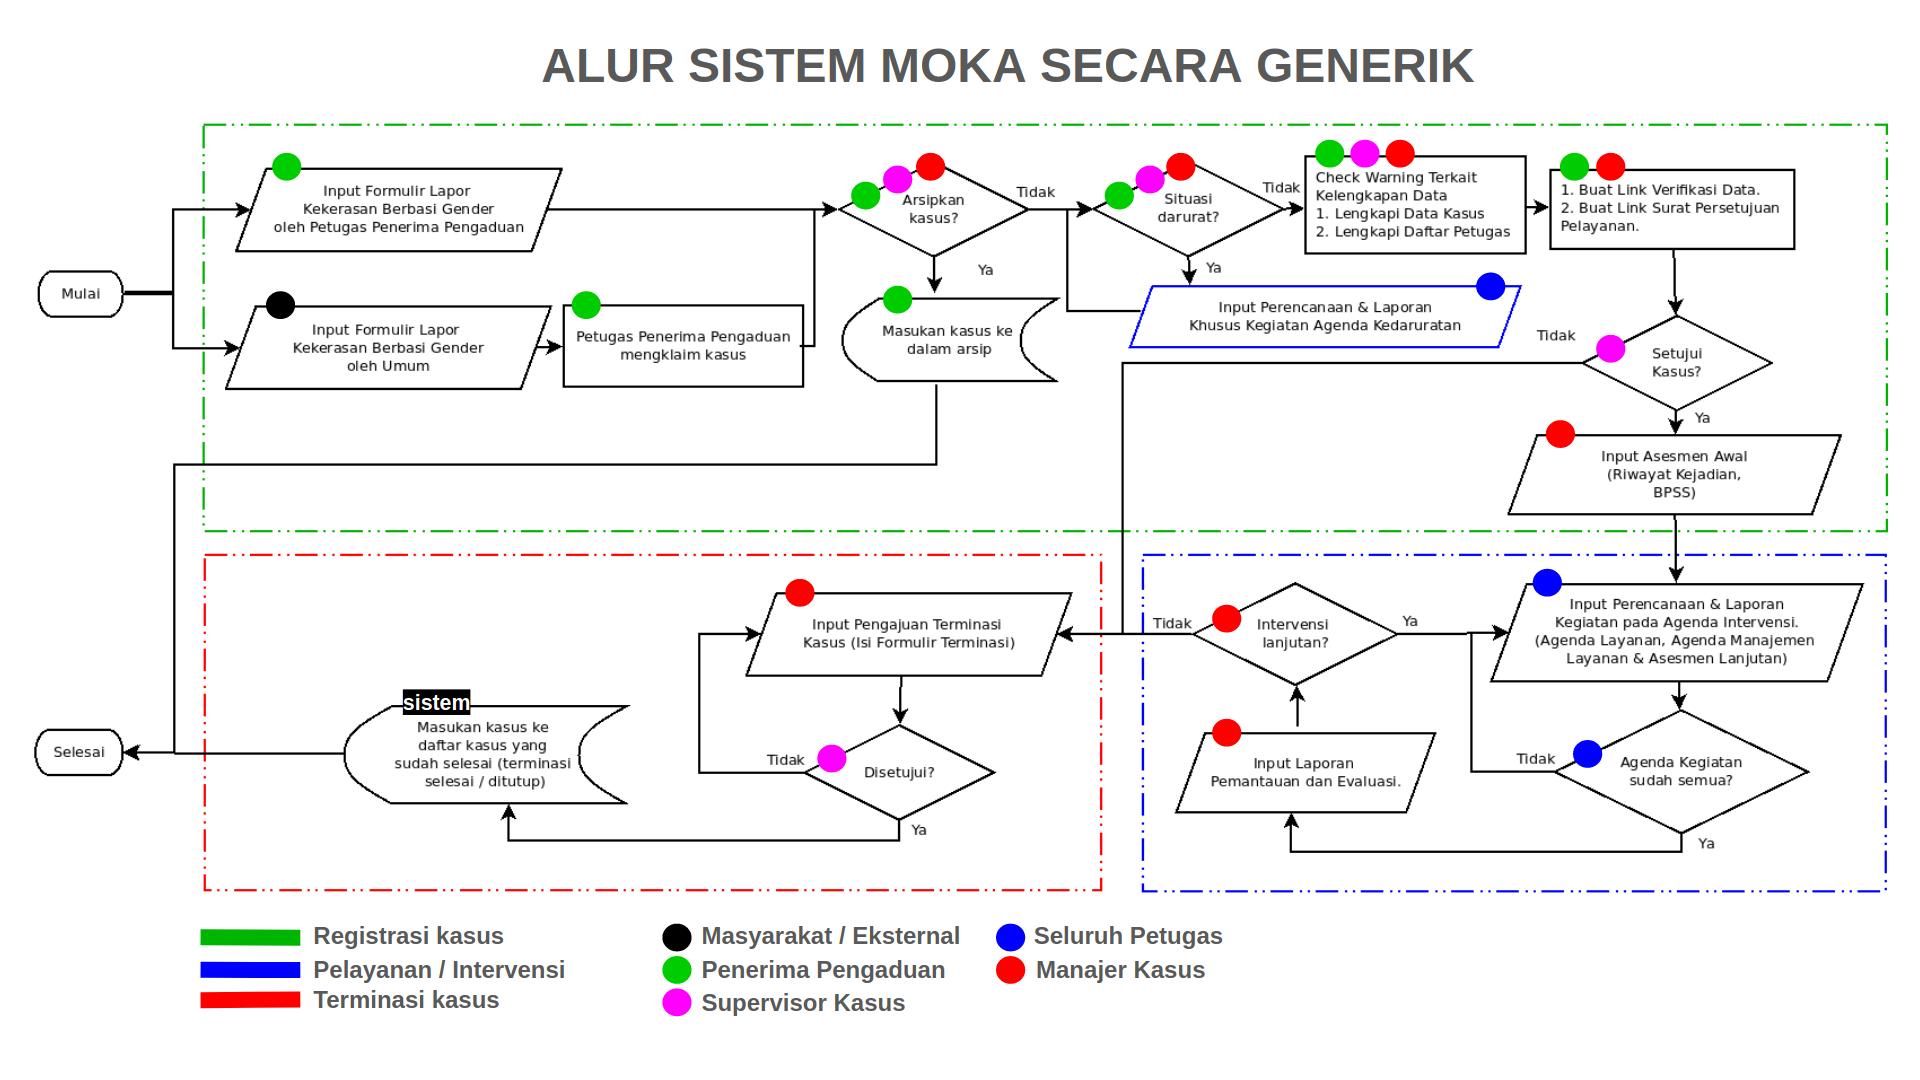 ALUR SISTEM MOKA SECARA GENERIK
Mulai
Input Formulir Lapor
Kekerasan Berbasi Gender
oleh Petugas Penerima Pengaduan
Input Formulir Lapor
Kekerasan Berbasi Gender
oleh Umum
Petugas Penerima Pengaduan
mengklaim kasus
Arsipkan
kasus?
Tidak
Ya
Masukan kasus ke
dalam arsip
Situasi
darurat?
Tidak
Ya
Input Perencanaan & Laporan
Khusus Kegiatan Agenda Kedaruratan
Check Warning Terkait
Kelengkapan Data
1. Lengkapi Data Kasus
2. Lengkapi Daftar Petugas
1. Buat Link Verifikasi Data.
2. Buat Link Surat Persetujuan
Pelayanan.
Tidak
Setujui
Kasus?
Ya
Input Asesmen Awal
(Riwayat Kejadian,
BPSS)
Input Perencanaan & Laporan
Kegiatan pada Agenda Intervensi.
(Agenda Layanan, Agenda Manajemen
Layanan & Asesmen Lanjutan)
Tidak
Agenda Kegiatan
sudah semua?
Ya
Input Laporan
Pemantauan dan Evaluasi.
Tidak
Intervensi
lanjutan?
Ya
Input Pengajuan Terminasi
Kasus (Isi Formulir Terminasi)
Tidak
Disetujui?
Ya
sistem
Masukan kasus ke
daftar kasus yang
sudah selesai (terminasi
selesai / ditutup)
Selesai
Registrasi kasus
Pelayanan / Intervensi
Terminasi kasus
Masyarakat / Eksternal
Penerima Pengaduan
Supervisor Kasus
Seluruh Petugas
Manajer Kasus